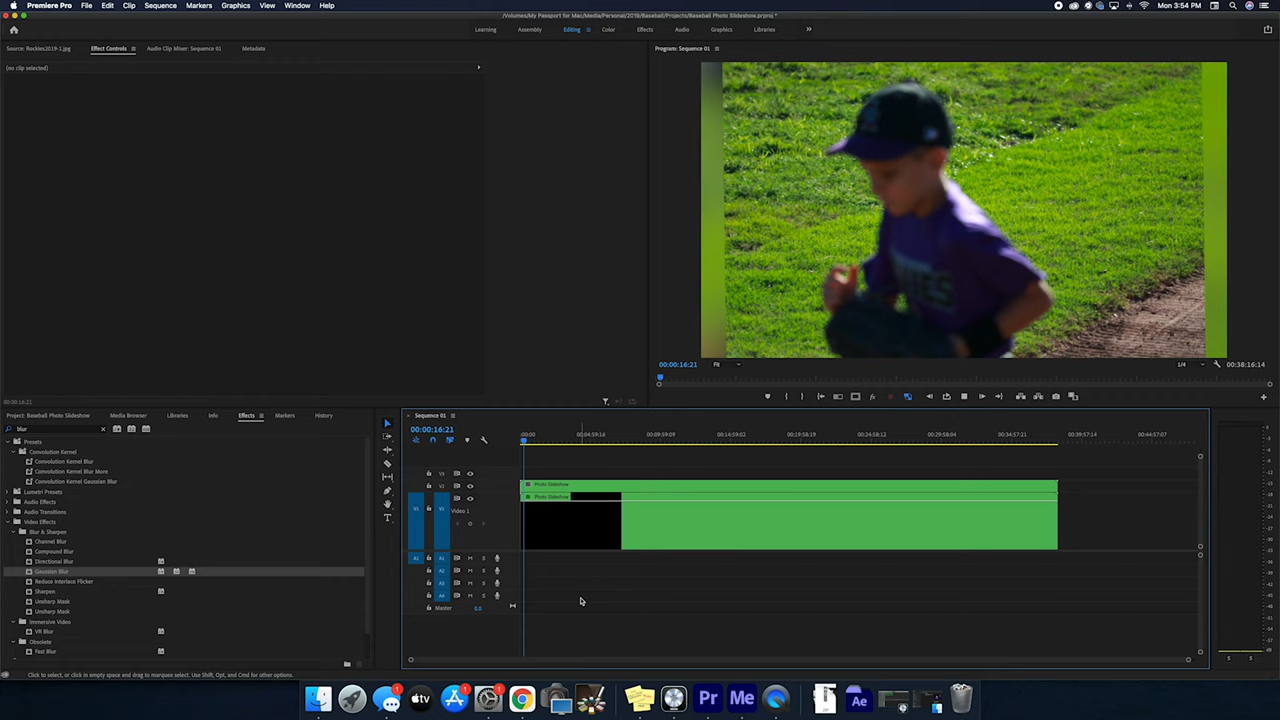 Premiere Pro File Edit Clip Sequence Markers Graphics View Window Help Mon 3:54 PM
/Volumes/My Passport for Mac/Media/Personal/2019/Baseball/Projects/Baseball Photo Slideshow.prproj *
Learning Assembly Editing Effects Color Effects Audio Graphics Libraries
Source: Rockies2019-1.jpg Effect Controls Audio Clip Mixer: Sequence 01 Metadata
Program: Sequence 01
(no clip selected)
00:00:16:21 Fit 1/4 00:38:16:14
00:00:16:21
Project: Baseball Photo Slideshow Media Browser Libraries Info Effects Markers History
blur
Presets
Convolution Kernel
Convolution Kernel Blur
Convolution Kernel Blur More
Convolution Kernel Gaussian Blur
Lumetri Presets
Audio Effects
Audio Transitions
Video Effects
Blur & Sharpen
Channel Blur
Compound Blur
Directional Blur
Gaussian Blur
Reduce Interlace Flicker
Sharpen
Unsharp Mask
Unsharp Mask
Immersive Video
VR Blur
Obsolete
Fast Blur
Click to select, or click in empty space and drag to marquee select. Use Shift, Opt, and Cmd for other options.
Sequence 01
00:00:16:21
00:00 00:04:59:16 00:09:59:09 00:14:59:02 00:19:58:19 00:24:58:12 00:29:58:04 00:34:57:21 00:39:57:14 00:44:57:07
V3
V2 Photo Slideshow
V1 V1 Photo Slideshow
Video 1
A1 A1 M S
A2 M S
A3 M S
A4 M S
Master 0.0
S S
tv Pr Me ZIP Ae